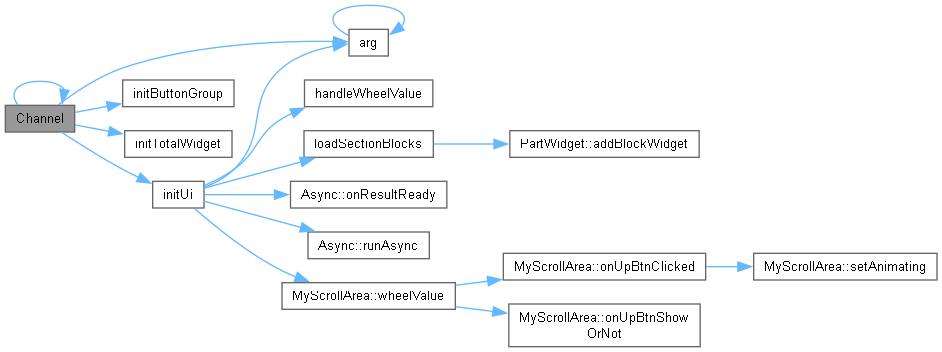 arg
initButtonGroup
handleWheelValue
Channel
initTotalWidget
loadSectionBlocks
PartWidget::addBlockWidget
initUi
Async::onResultReady
Async::runAsync
MyScrollArea::onUpBtnClicked
MyScrollArea::setAnimating
MyScrollArea::wheelValue
MyScrollArea::onUpBtnShow
OrNot